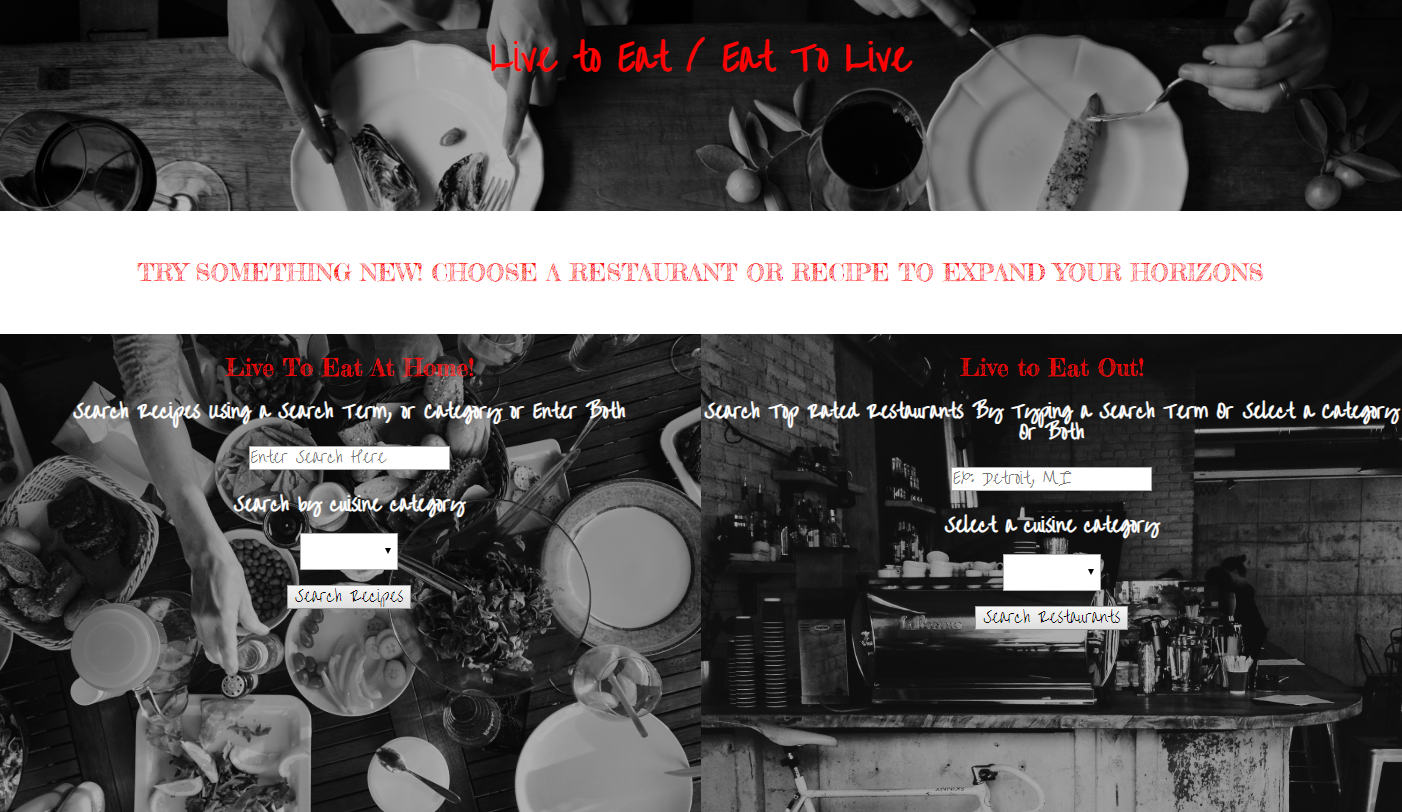 Live to Eat / Eat To Live
TRY SOMETHING NEW! CHOOSE A RESTAURANT OR RECIPE TO EXPAND YOUR HORIZONS
Live To Eat At Home!
Search Recipes Using a Search Term, or Category or Enter Both
Enter Search Here
Search by cuisine category
Search Recipes
Live to Eat Out!
Search Top Rated Restaurants By Typing a Search Term Or Select a Category
Or Both
Ex: Detroit, MI
Select a cuisine category
Search Restaurants